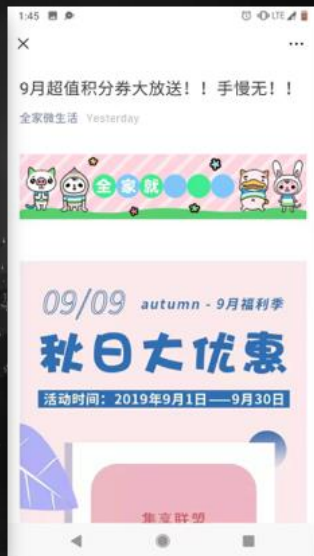 1:45
LTE
9月超值积分券大放送！！手慢无！！
全家微生活 Yesterday
全家就
09/09 autumn - 9月福利季
秋日大优惠
活动时间：2019年9月1日——9月30日
集享联盟